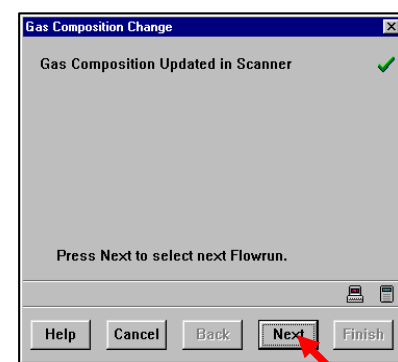 Gas Composition Change
Gas Composition Updated in Scanner
Press Next to select next Flowrun.
Help Cancel Back Next Finish